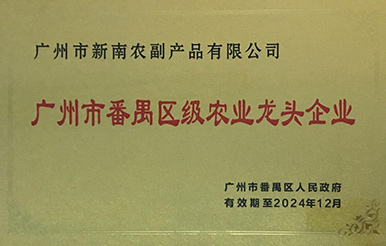 广州市新南农副产品有限公司
广州市番禺区级农业龙头企业
广州市番禺区人民政府
有效期至2024年12月